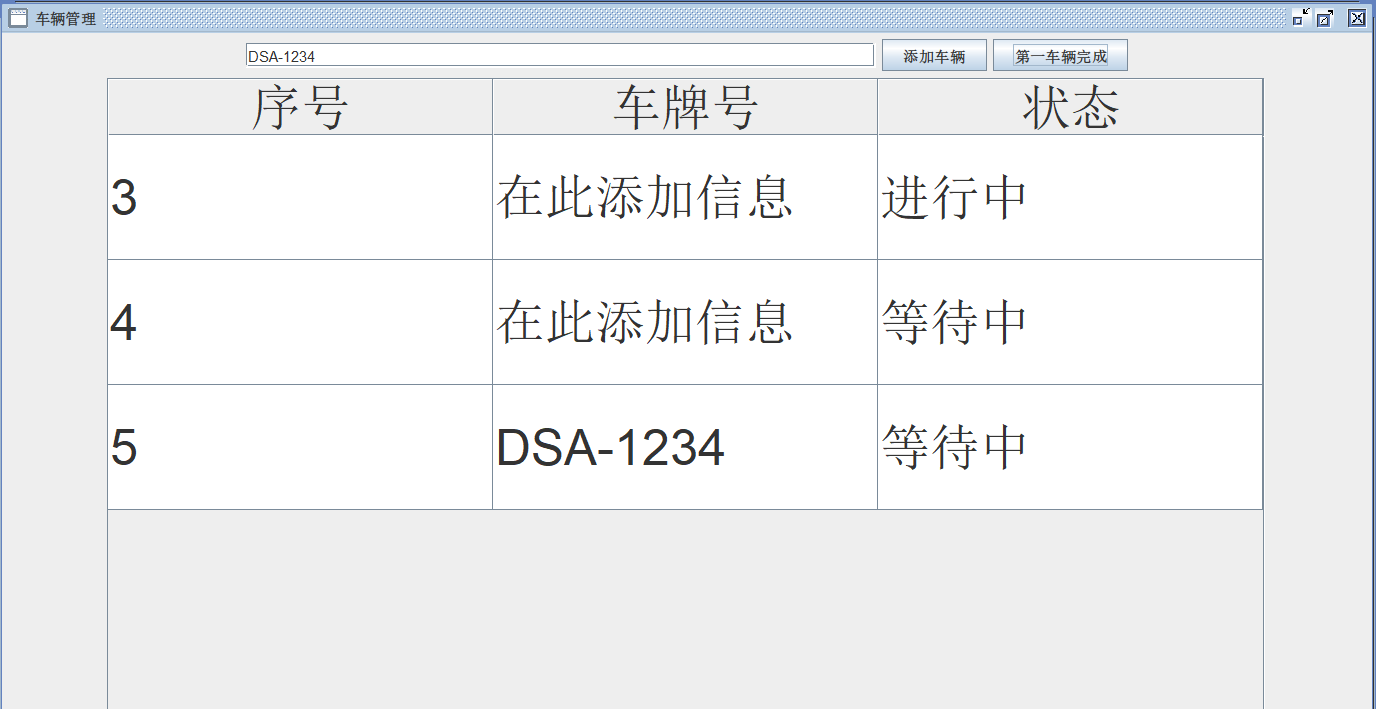 车辆管理
DSA-1234 添加车辆 第一车辆完成
序号 车牌号 状态
3 在此添加信息 进行中
4 在此添加信息 等待中
5 DSA-1234 等待中